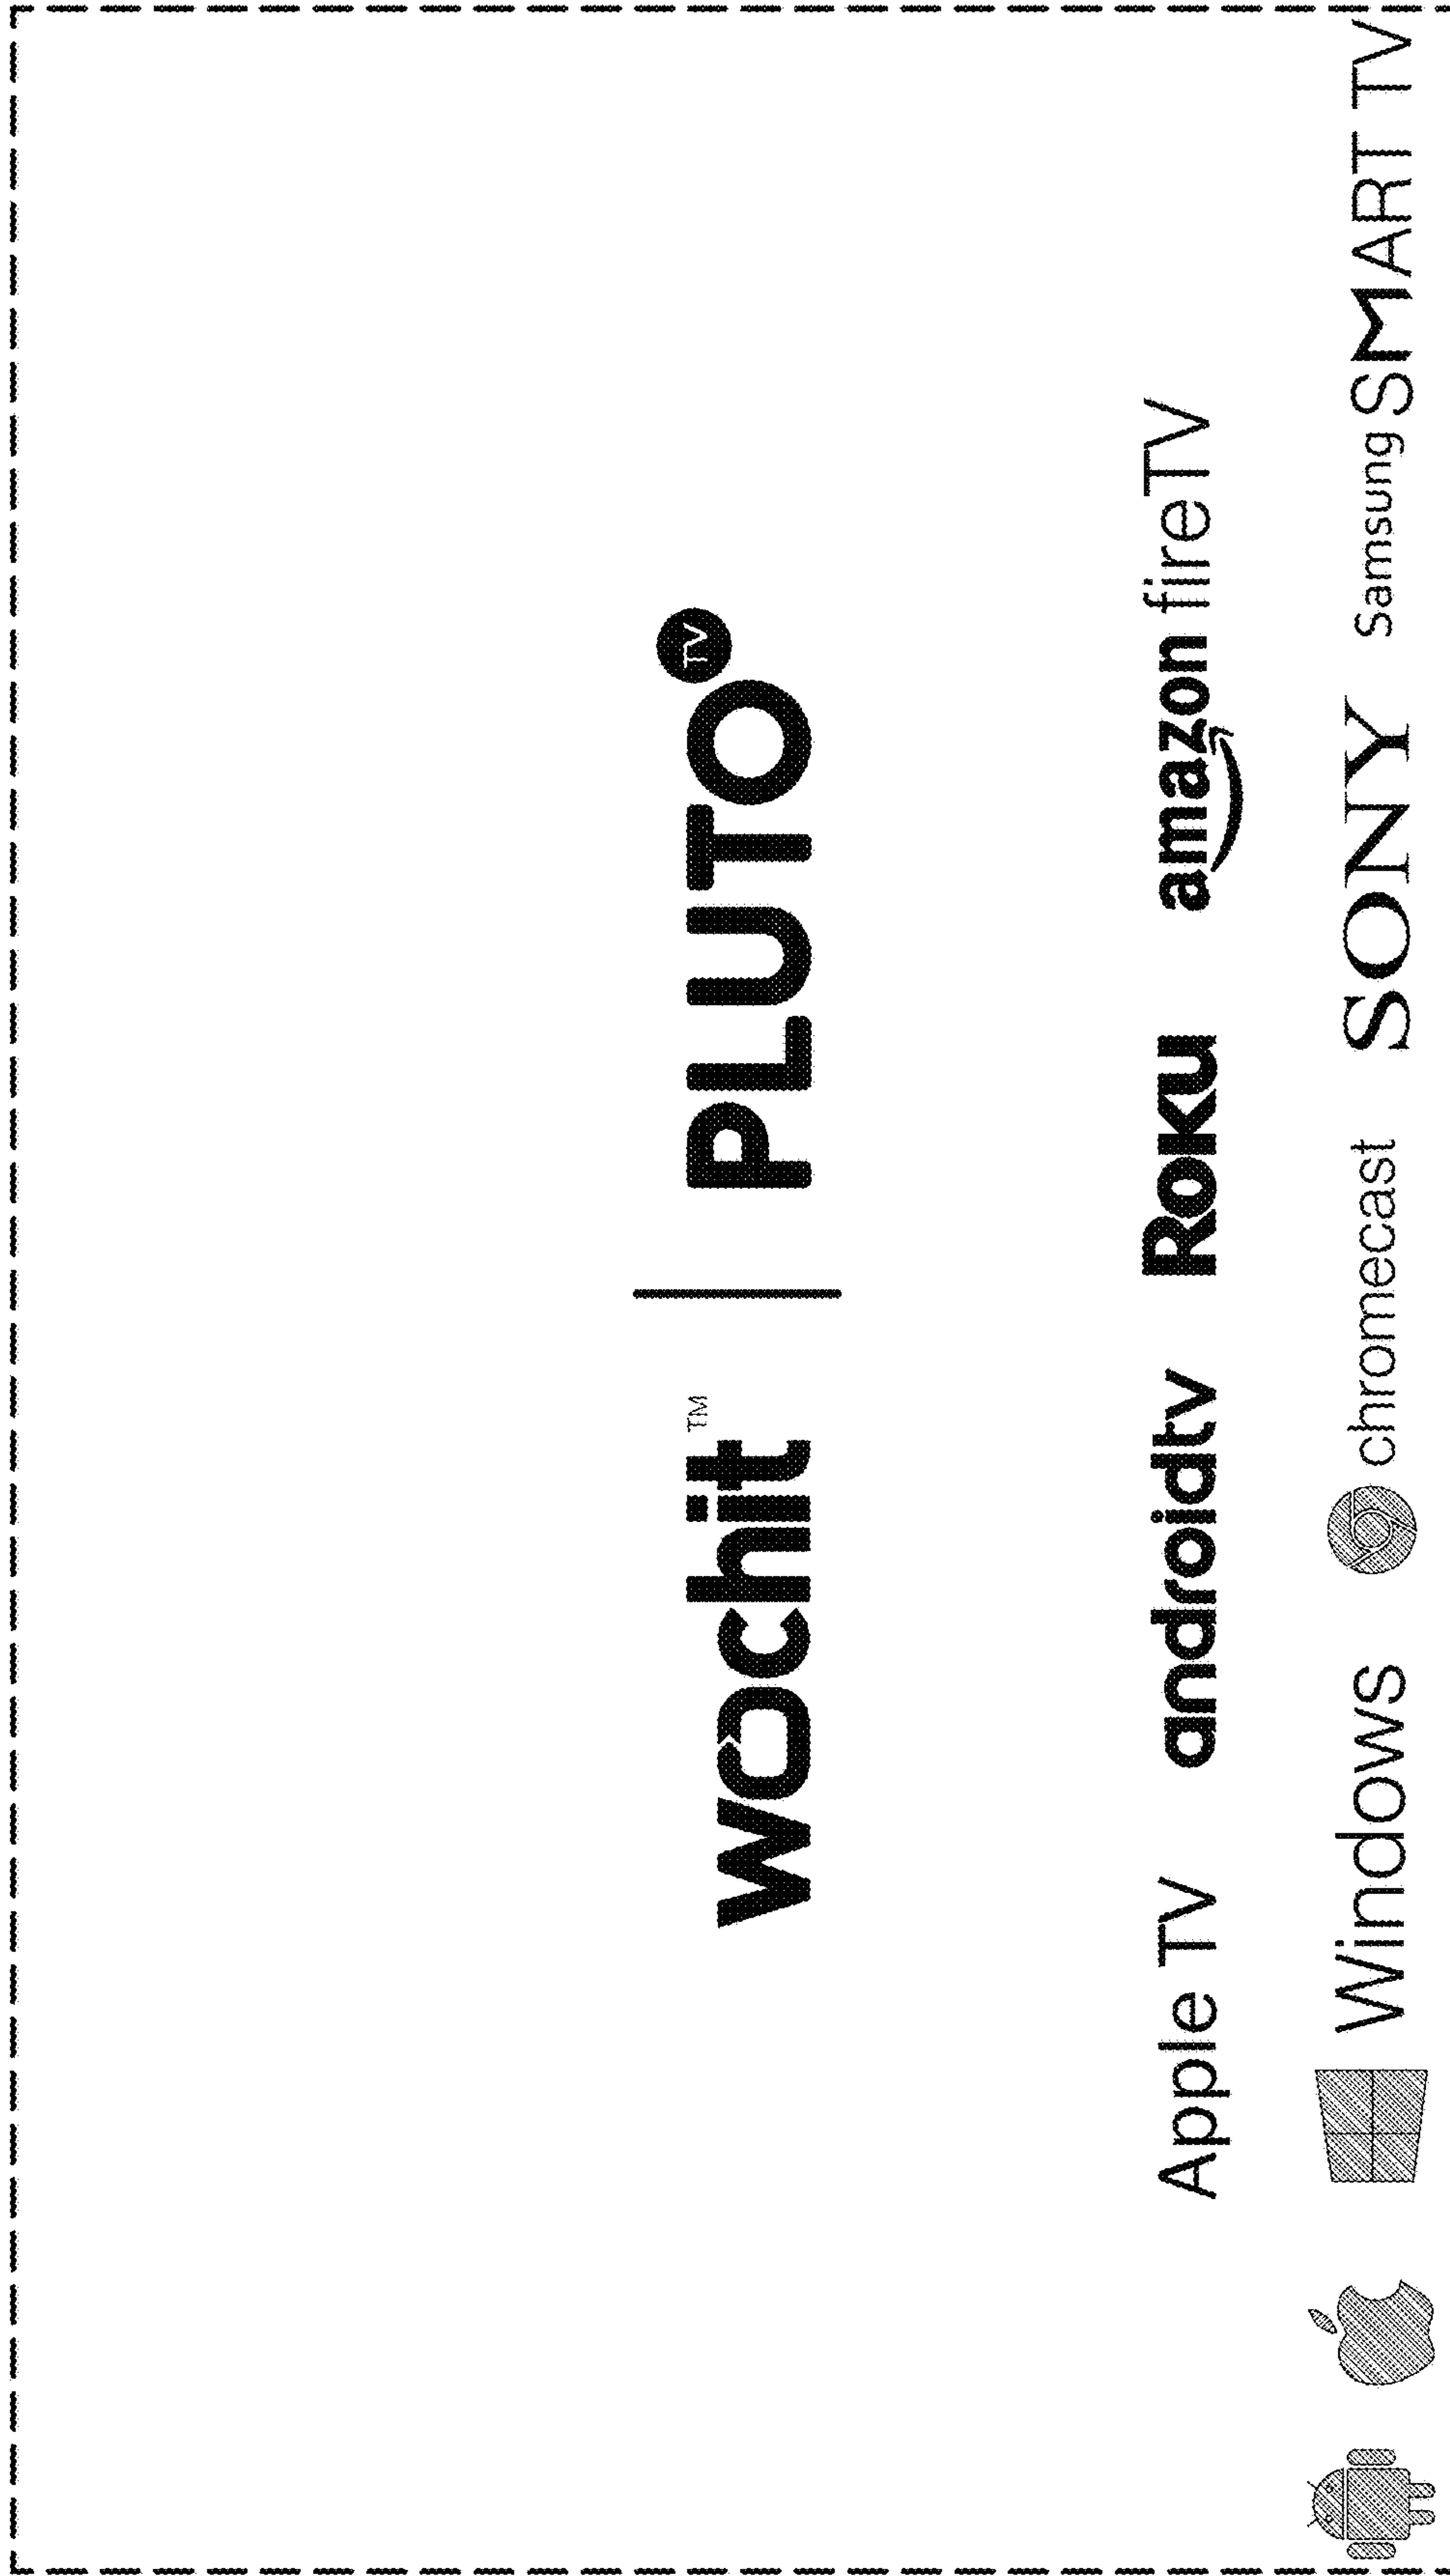 wochit™ | PLUTO TV
Apple TV androidtv Roku amazon fireTV
Windows chromecast SONY Samsung SMART TV